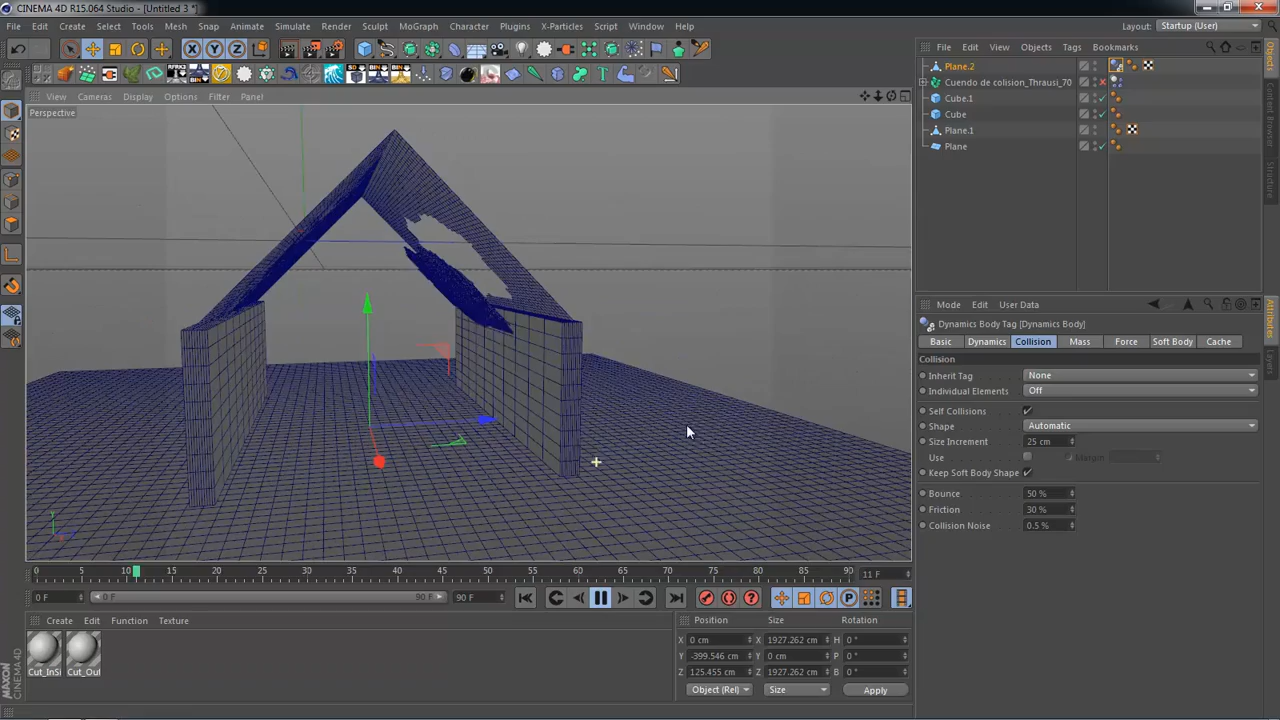 CINEMA 4D R15.064 Studio - [Untitled 3 *]
File Edit Create Select Tools Mesh Snap Animate Simulate Render Sculpt MoGraph Character Plugins X-Particles Script Window Help
Layout: Startup (User)
X Y Z
File Edit View Objects Tags Bookmarks
Plane.2
Cuendo de colision_Thrausi_70
Cube.1
Cube
Plane.1
Plane
Objects
Content Browser
View Cameras Display Options Filter Panel
Perspective
Mode Edit User Data
Dynamics Body Tag [Dynamics Body]
Basic Dynamics Collision Mass Force Soft Body Cache
Collision
Inherit Tag None
Individual Elements Off
Self Collisions
Shape Automatic
Size Increment 25 cm
Use Margin
Keep Soft Body Shape
Bounce 50 %
Friction 30 %
Collision Noise 0.5 %
Attributes
Layers
0 5 10 15 20 25 30 35 40 45 50 55 60 65 70 75 80 85 90 11 F
0 F 0 F 90 F 90 F
Create Edit Function Texture
Cut_InSi Cut_Out
Position Size Rotation
X 0 cm X 1927.262 cm H 0 °
Y -399.546 cm Y 0 cm P 0 °
Z 125.455 cm Z 1927.262 cm B 0 °
Object (Rel) Size Apply
MAXON CINEMA 4D